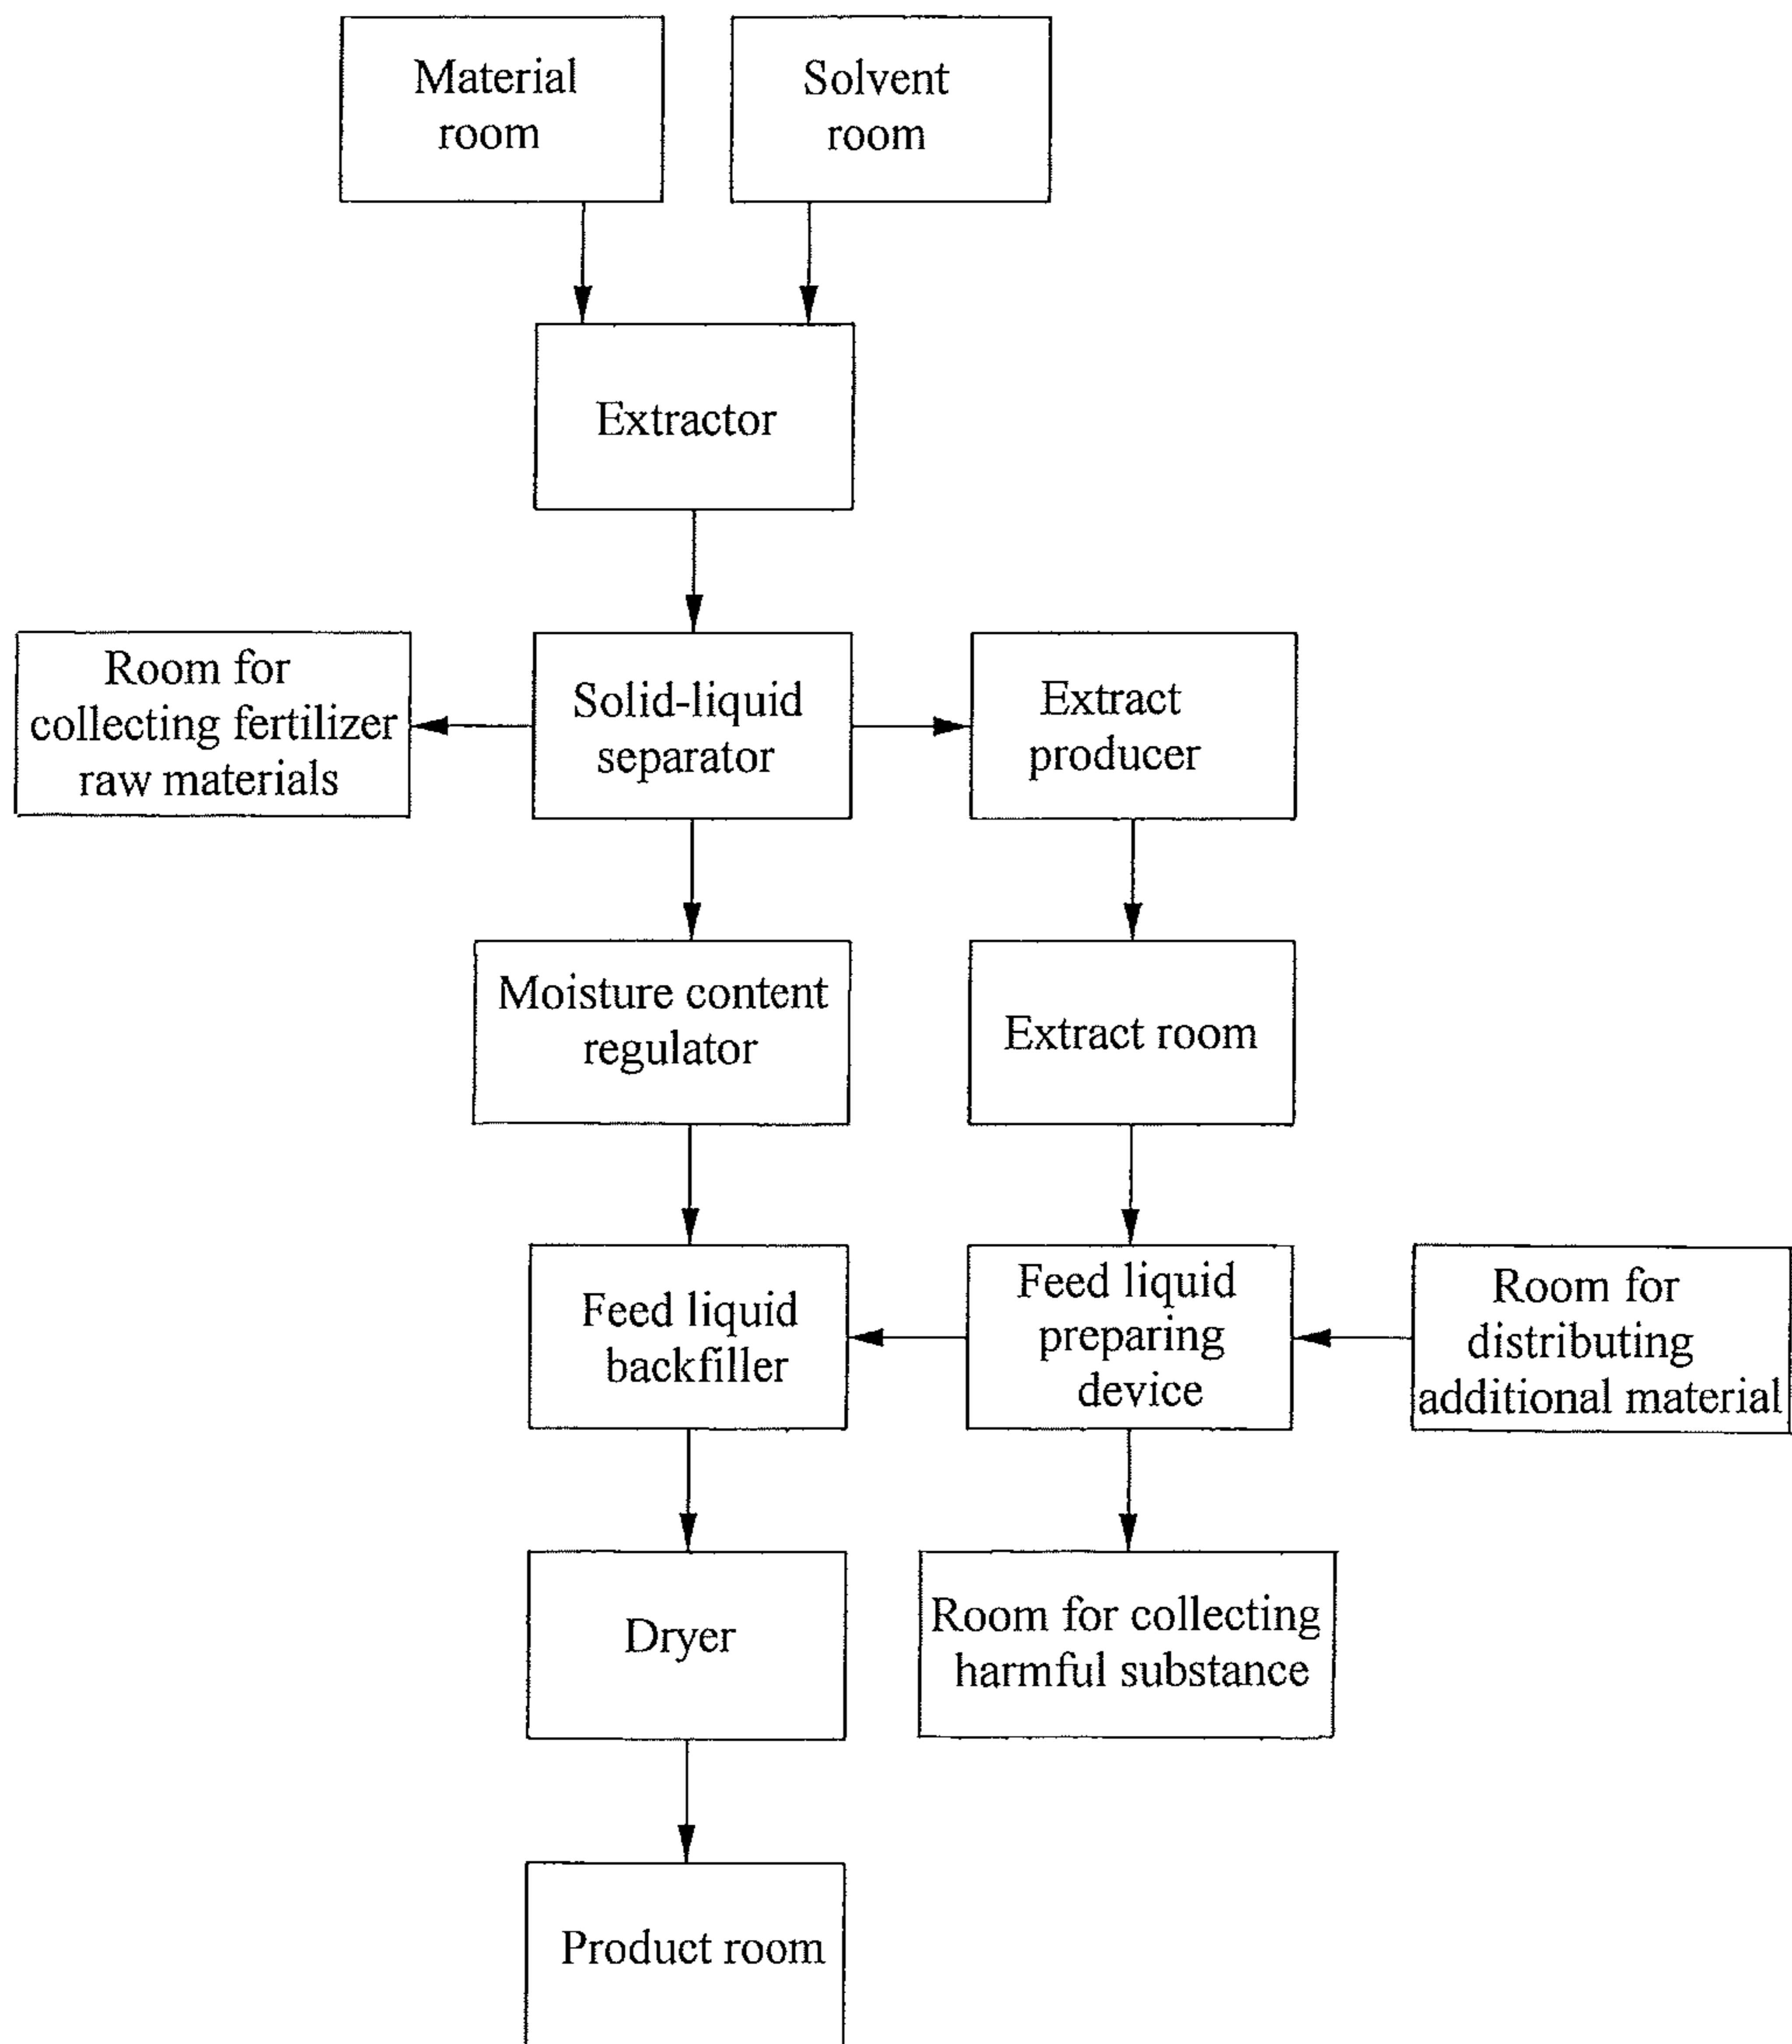 Material
room
Solvent
room
Extractor
Room for
collecting fertilizer
raw materials
Solid-liquid
separator
Extract
producer
Moisture content
regulator
Extract room
Feed liquid
backfiller
Feed liquid
preparing
device
Room for
distributing
additional material
Dryer
Room for collecting
harmful substance
Product room